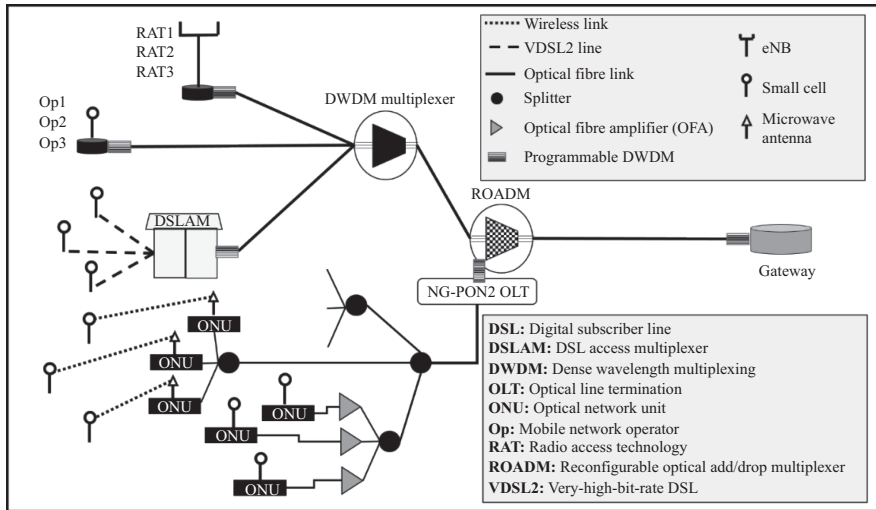 RAT1
RAT2
RAT3
Op1
Op2
Op3
DWDM multiplexer
DSLAM
ROADM
NG-PON2 OLT
Gateway
ONU
ONU
ONU
ONU
ONU
ONU
Wireless link
VDSL2 line
Optical fibre link
Splitter
Optical fibre amplifier (OFA)
Programmable DWDM
eNB
Small cell
Microwave
antenna
DSL: Digital subscriber line
DSLAM: DSL access multiplexer
DWDM: Dense wavelength multiplexing
OLT: Optical line termination
ONU: Optical network unit
Op: Mobile network operator
RAT: Radio access technology
ROADM: Reconfigurable optical add/drop multiplexer
VDSL2: Very-high-bit-rate DSL